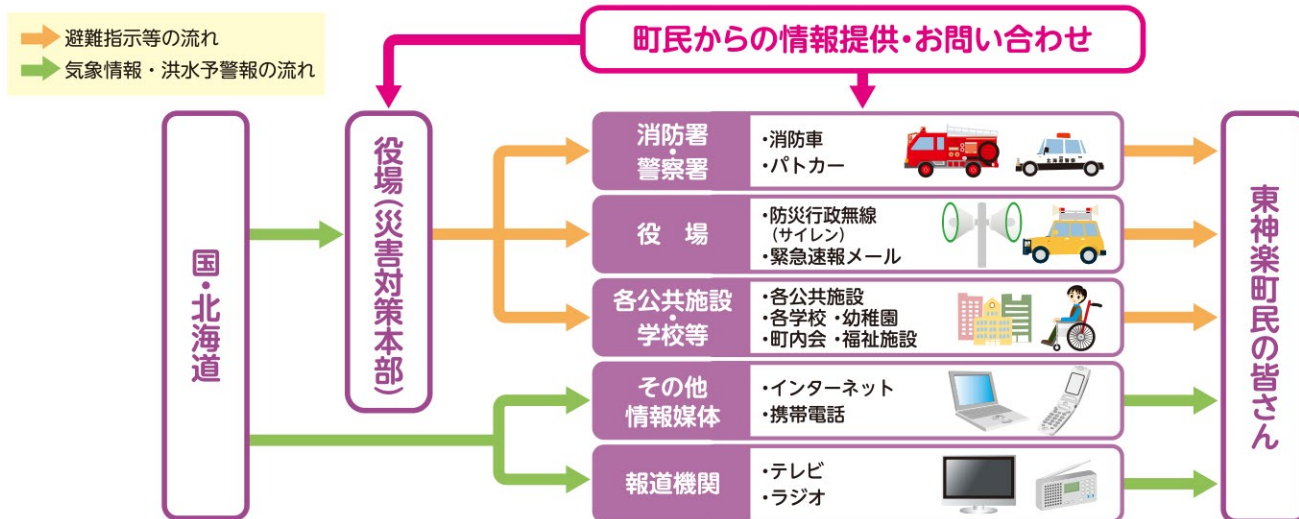 避難指示等の流れ
気象情報・洪水予警報の流れ
町民からの情報提供・お問い合わせ
国・北海道
役場(災害対策本部)
消防署・警察署
・消防車
・パトカー
役　場
・防災行政無線
(サイレン)
・緊急速報メール
各公共施設・学校等
・各公共施設
・各学校・幼稚園
・町内会・福祉施設
その他
情報媒体
・インターネット
・携帯電話
報道機関
・テレビ
・ラジオ
東神楽町民の皆さん